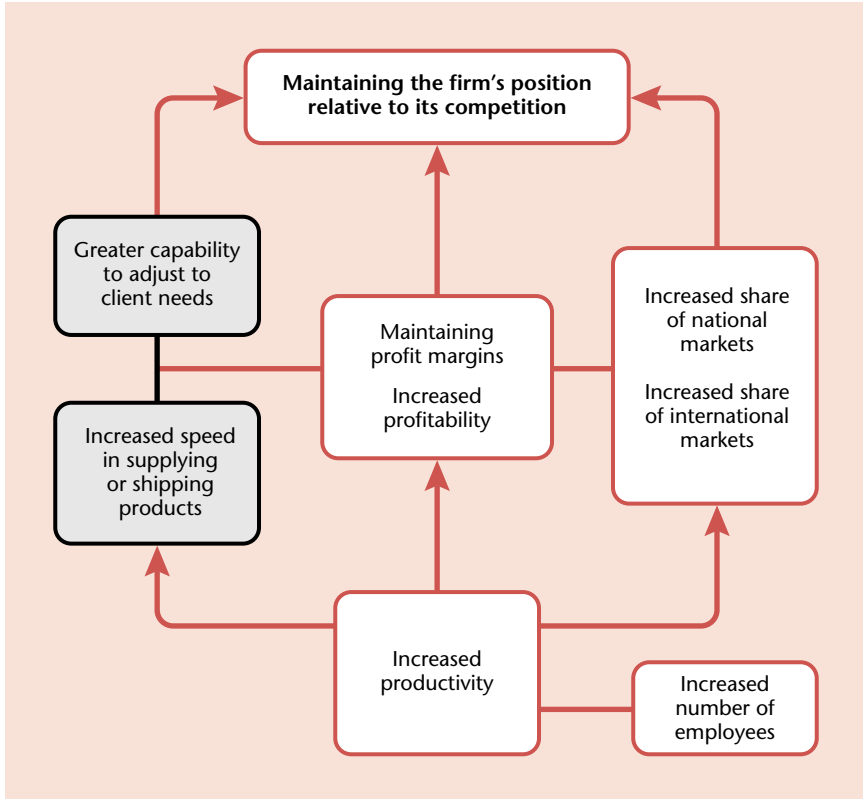 Maintaining the firm’s position
relative to its competition
Greater capability
to adjust to
client needs
Maintaining
profit margins
Increased
profitability
Increased share
of national
markets
Increased share
of international
markets
Increased speed
in supplying
or shipping
products
Increased
productivity
Increased
number of
employees